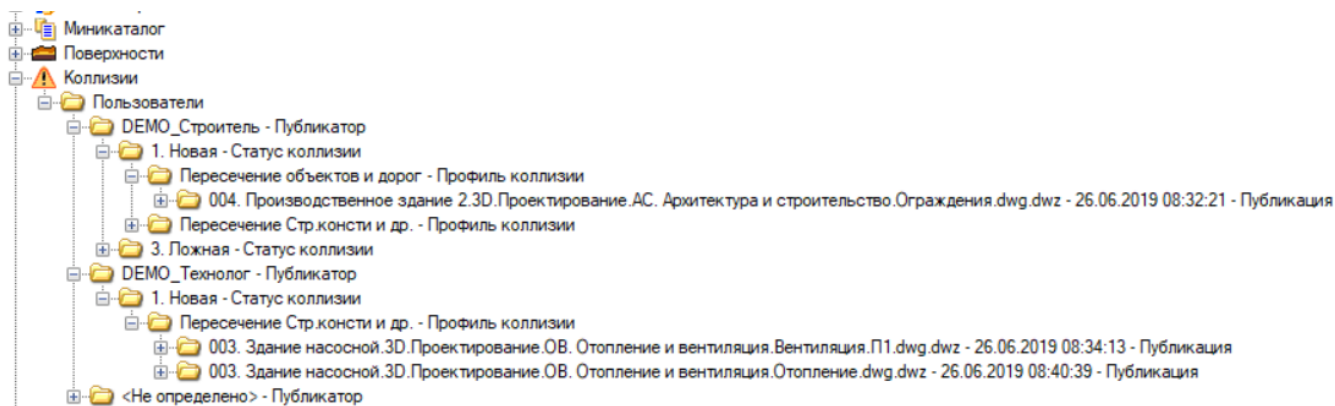 Миникаталог
Поверхности
Коллизии
Пользователи
DEMO_Строитель - Публикатор
1. Новая - Статус коллизии
Пересечение объектов и дорог - Профиль коллизии
004. Производственное здание 2.3D.Проектирование.АС. Архитектура и строительство.Ограждения.dwg.dwz - 26.06.2019 08:32:21 - Публикация
Пересечение Стр.консти и др. - Профиль коллизии
3. Ложная - Статус коллизии
DEMO_Технолог - Публикатор
1. Новая - Статус коллизии
Пересечение Стр.консти и др. - Профиль коллизии
003. Здание насосной.3D.Проектирование.ОВ. Отопление и вентиляция.Вентиляция.П1.dwg.dwz - 26.06.2019 08:34:13 - Публикация
003. Здание насосной.3D.Проектирование.ОВ. Отопление и вентиляция.Отопление.dwg.dwz - 26.06.2019 08:40:39 - Публикация
<Не определено> - Публикатор